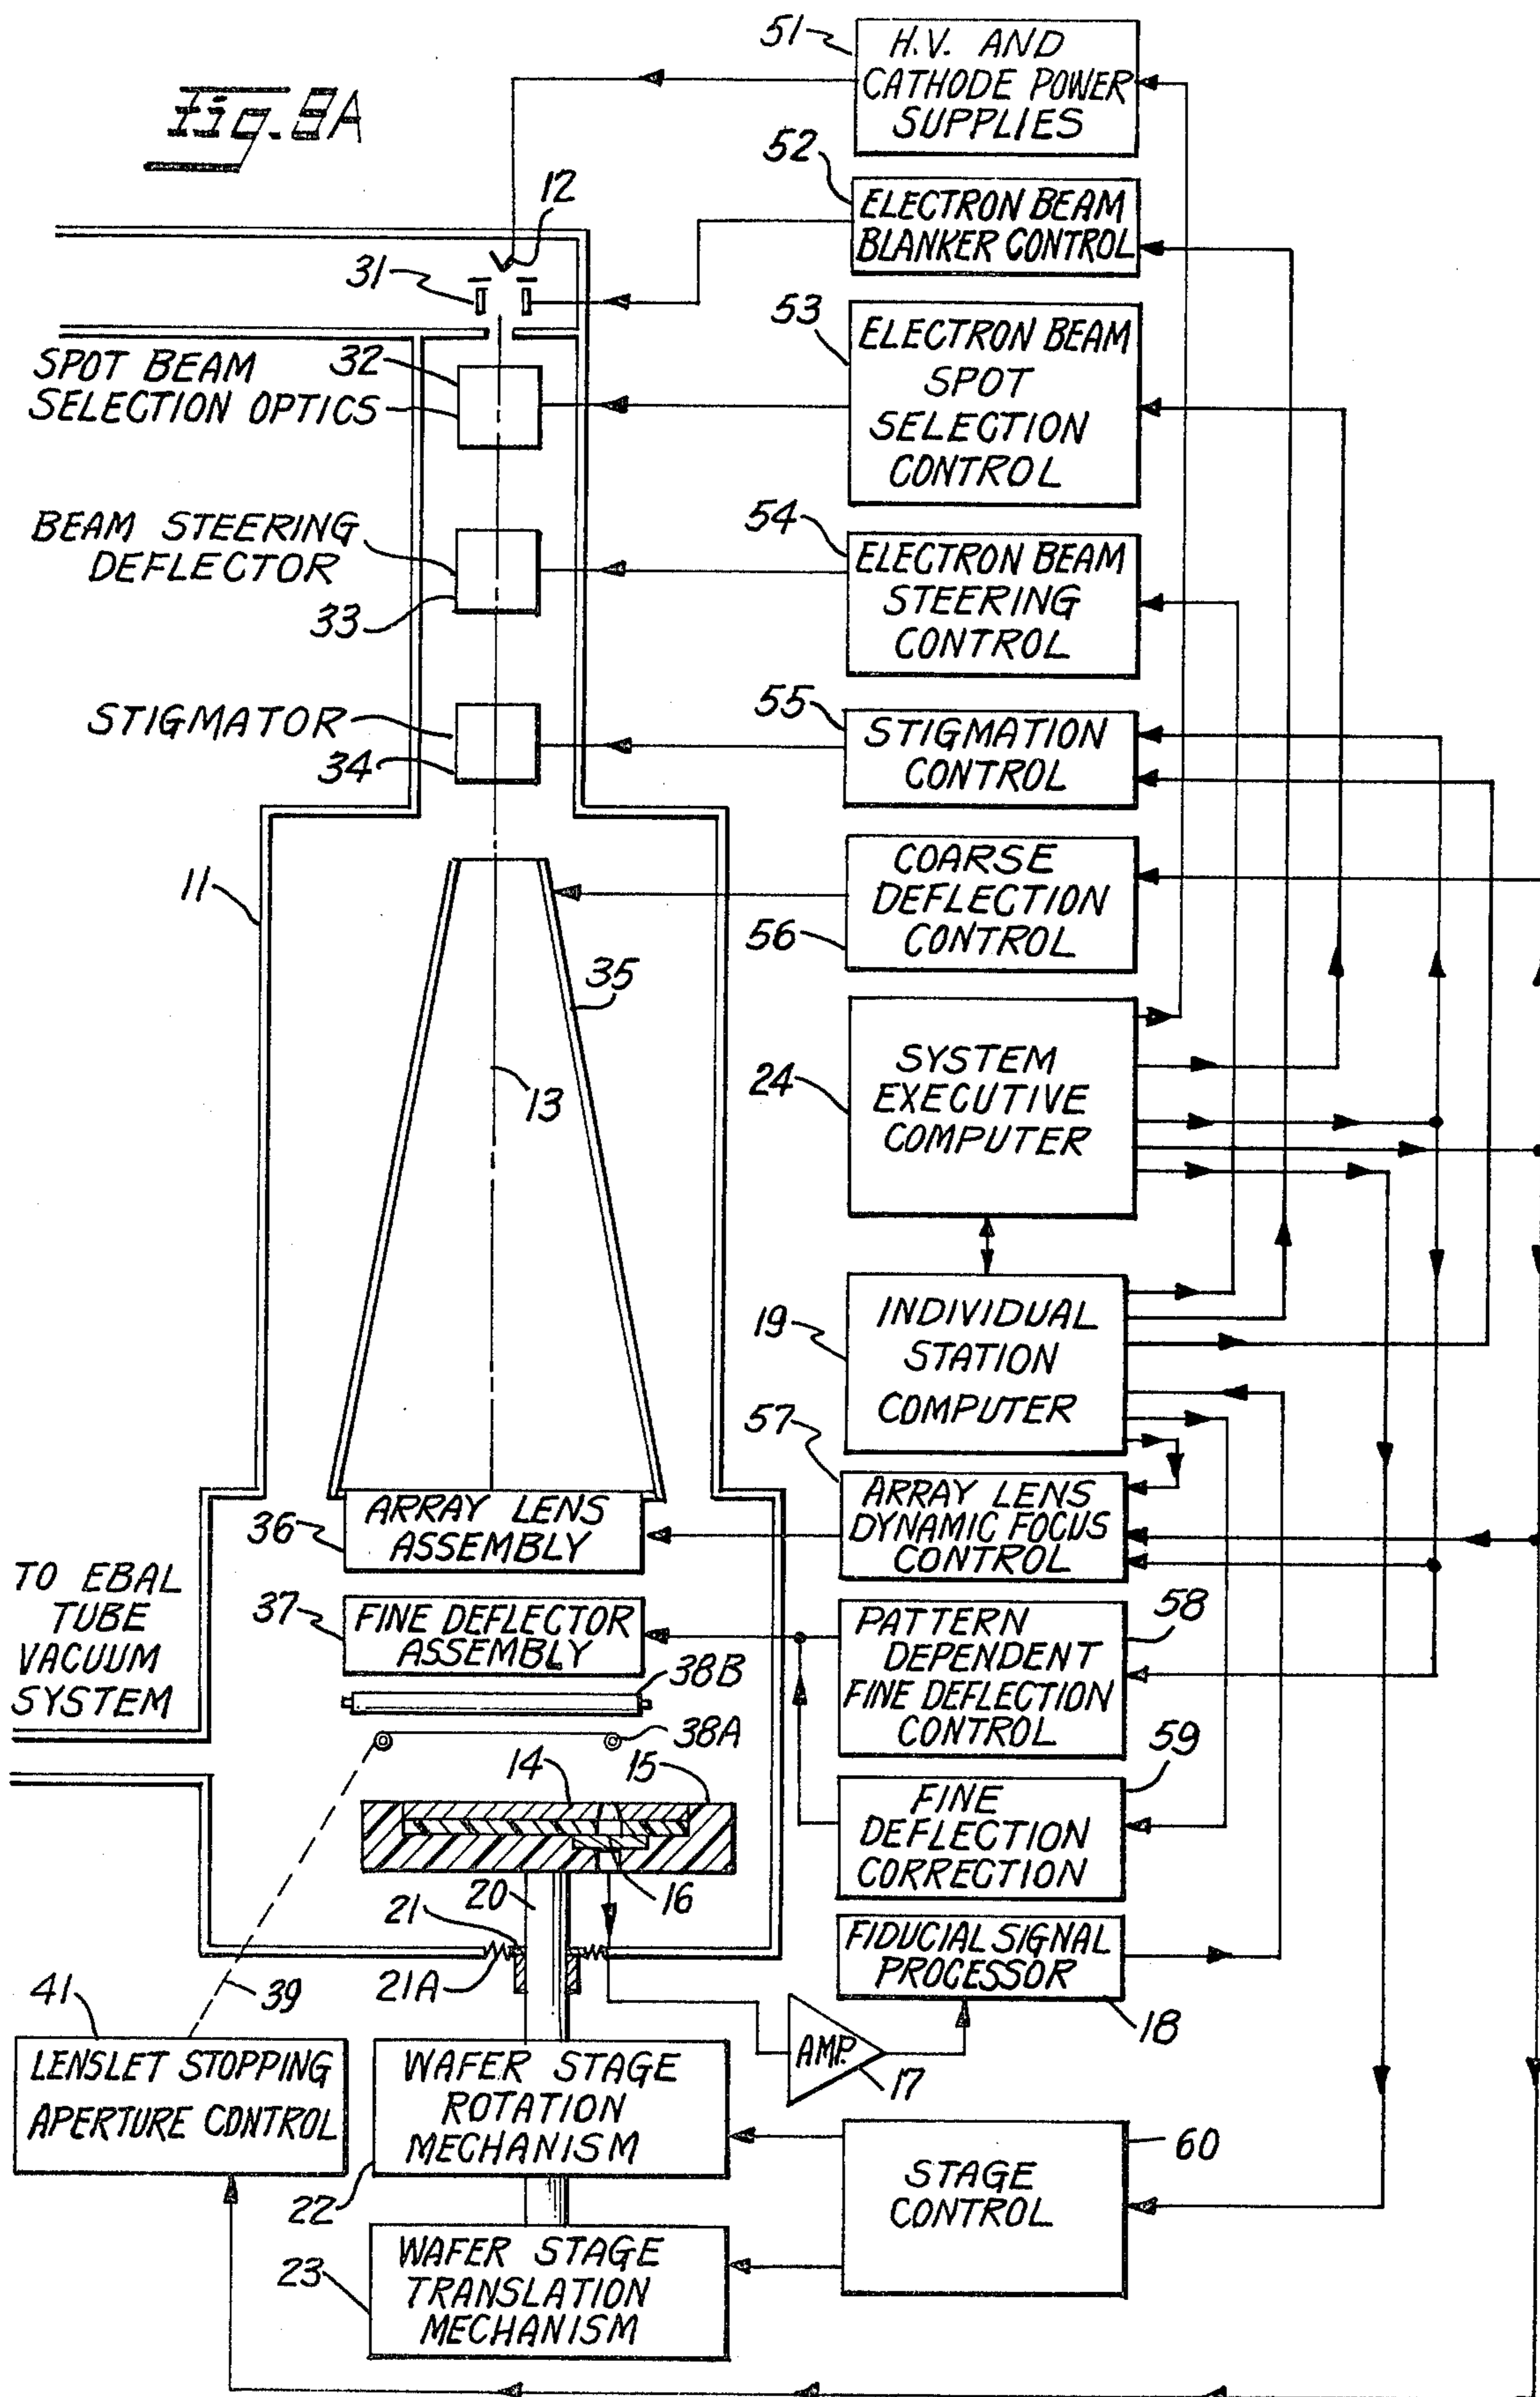 Fig. 8A
51
H.V. AND
CATHODE POWER
SUPPLIES
52
ELECTRON BEAM
BLANKER CONTROL
12
31
53
ELECTRON BEAM
SPOT
SELECTION
CONTROL
SPOT BEAM
SELECTION OPTICS
32
BEAM STEERING
DEFLECTOR
33
54
ELECTRON BEAM
STEERING
CONTROL
STIGMATOR
34
55
STIGMATION
CONTROL
11
COARSE
DEFLECTION
CONTROL
56
35
13
24
SYSTEM
EXECUTIVE
COMPUTER
19
INDIVIDUAL
STATION
COMPUTER
57
ARRAY LENS
DYNAMIC FOCUS
CONTROL
36
ARRAY LENS
ASSEMBLY
TO EBAL
TUBE
VACUUM
SYSTEM
37
FINE DEFLECTOR
ASSEMBLY
38B
38A
58
PATTERN
DEPENDENT
FINE DEFLECTION
CONTROL
14
15
59
FINE
DEFLECTION
CORRECTION
16
20
21
21A
FIDUCIAL SIGNAL
PROCESSOR
18
39
41
LENSLET STOPPING
APERTURE CONTROL
AMP.
17
WAFER STAGE
ROTATION
MECHANISM
22
60
STAGE
CONTROL
23
WAFER STAGE
TRANSLATION
MECHANISM